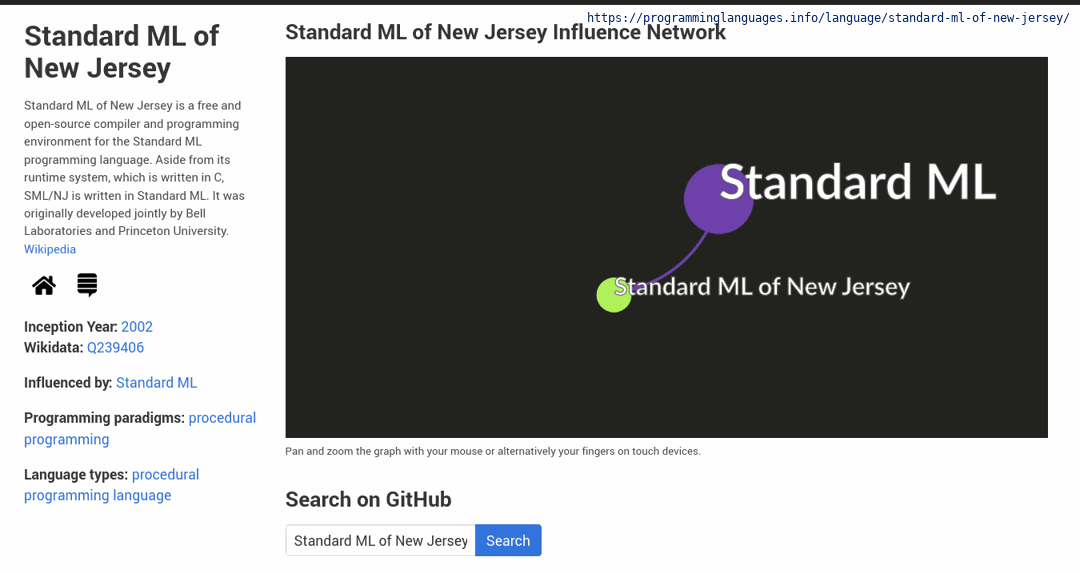 https://programminglanguages.info/language/standard-ml-of-new-jersey/
Standard ML of
New Jersey
Standard ML of New Jersey is a free and
open-source compiler and programming
environment for the Standard ML
programming language. Aside from its
runtime system, which is written in C,
SML/NJ is written in Standard ML. It was
originally developed jointly by Bell
Laboratories and Princeton University.
Wikipedia
Inception Year: 2002
Wikidata: Q239406
Influenced by: Standard ML
Programming paradigms: procedural
programming
Language types: procedural
programming language
Standard ML of New Jersey Influence Network
Standard ML
Standard ML of New Jersey
Pan and zoom the graph with your mouse or alternatively your fingers on touch devices.
Search on GitHub
Standard ML of New Jersey
Search